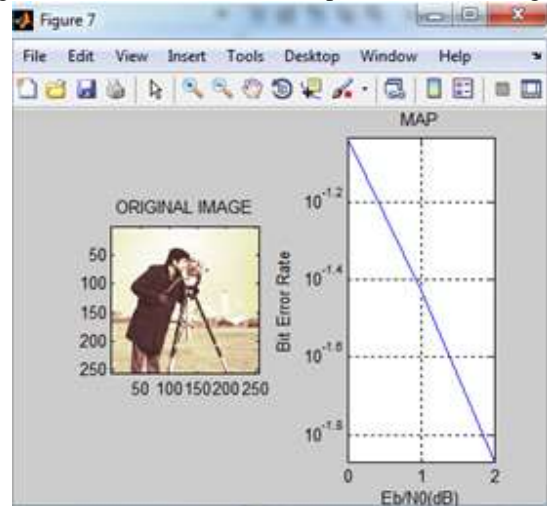 Figure 7
File Edit View Insert Tools Desktop Window Help
MAP
ORIGINAL IMAGE
50
100
150
200
250
50 100 150 200 250
Bit Error Rate
10^-1.2
10^-1.4
10^-1.6
10^-1.8
0 1 2
Eb/N0(dB)